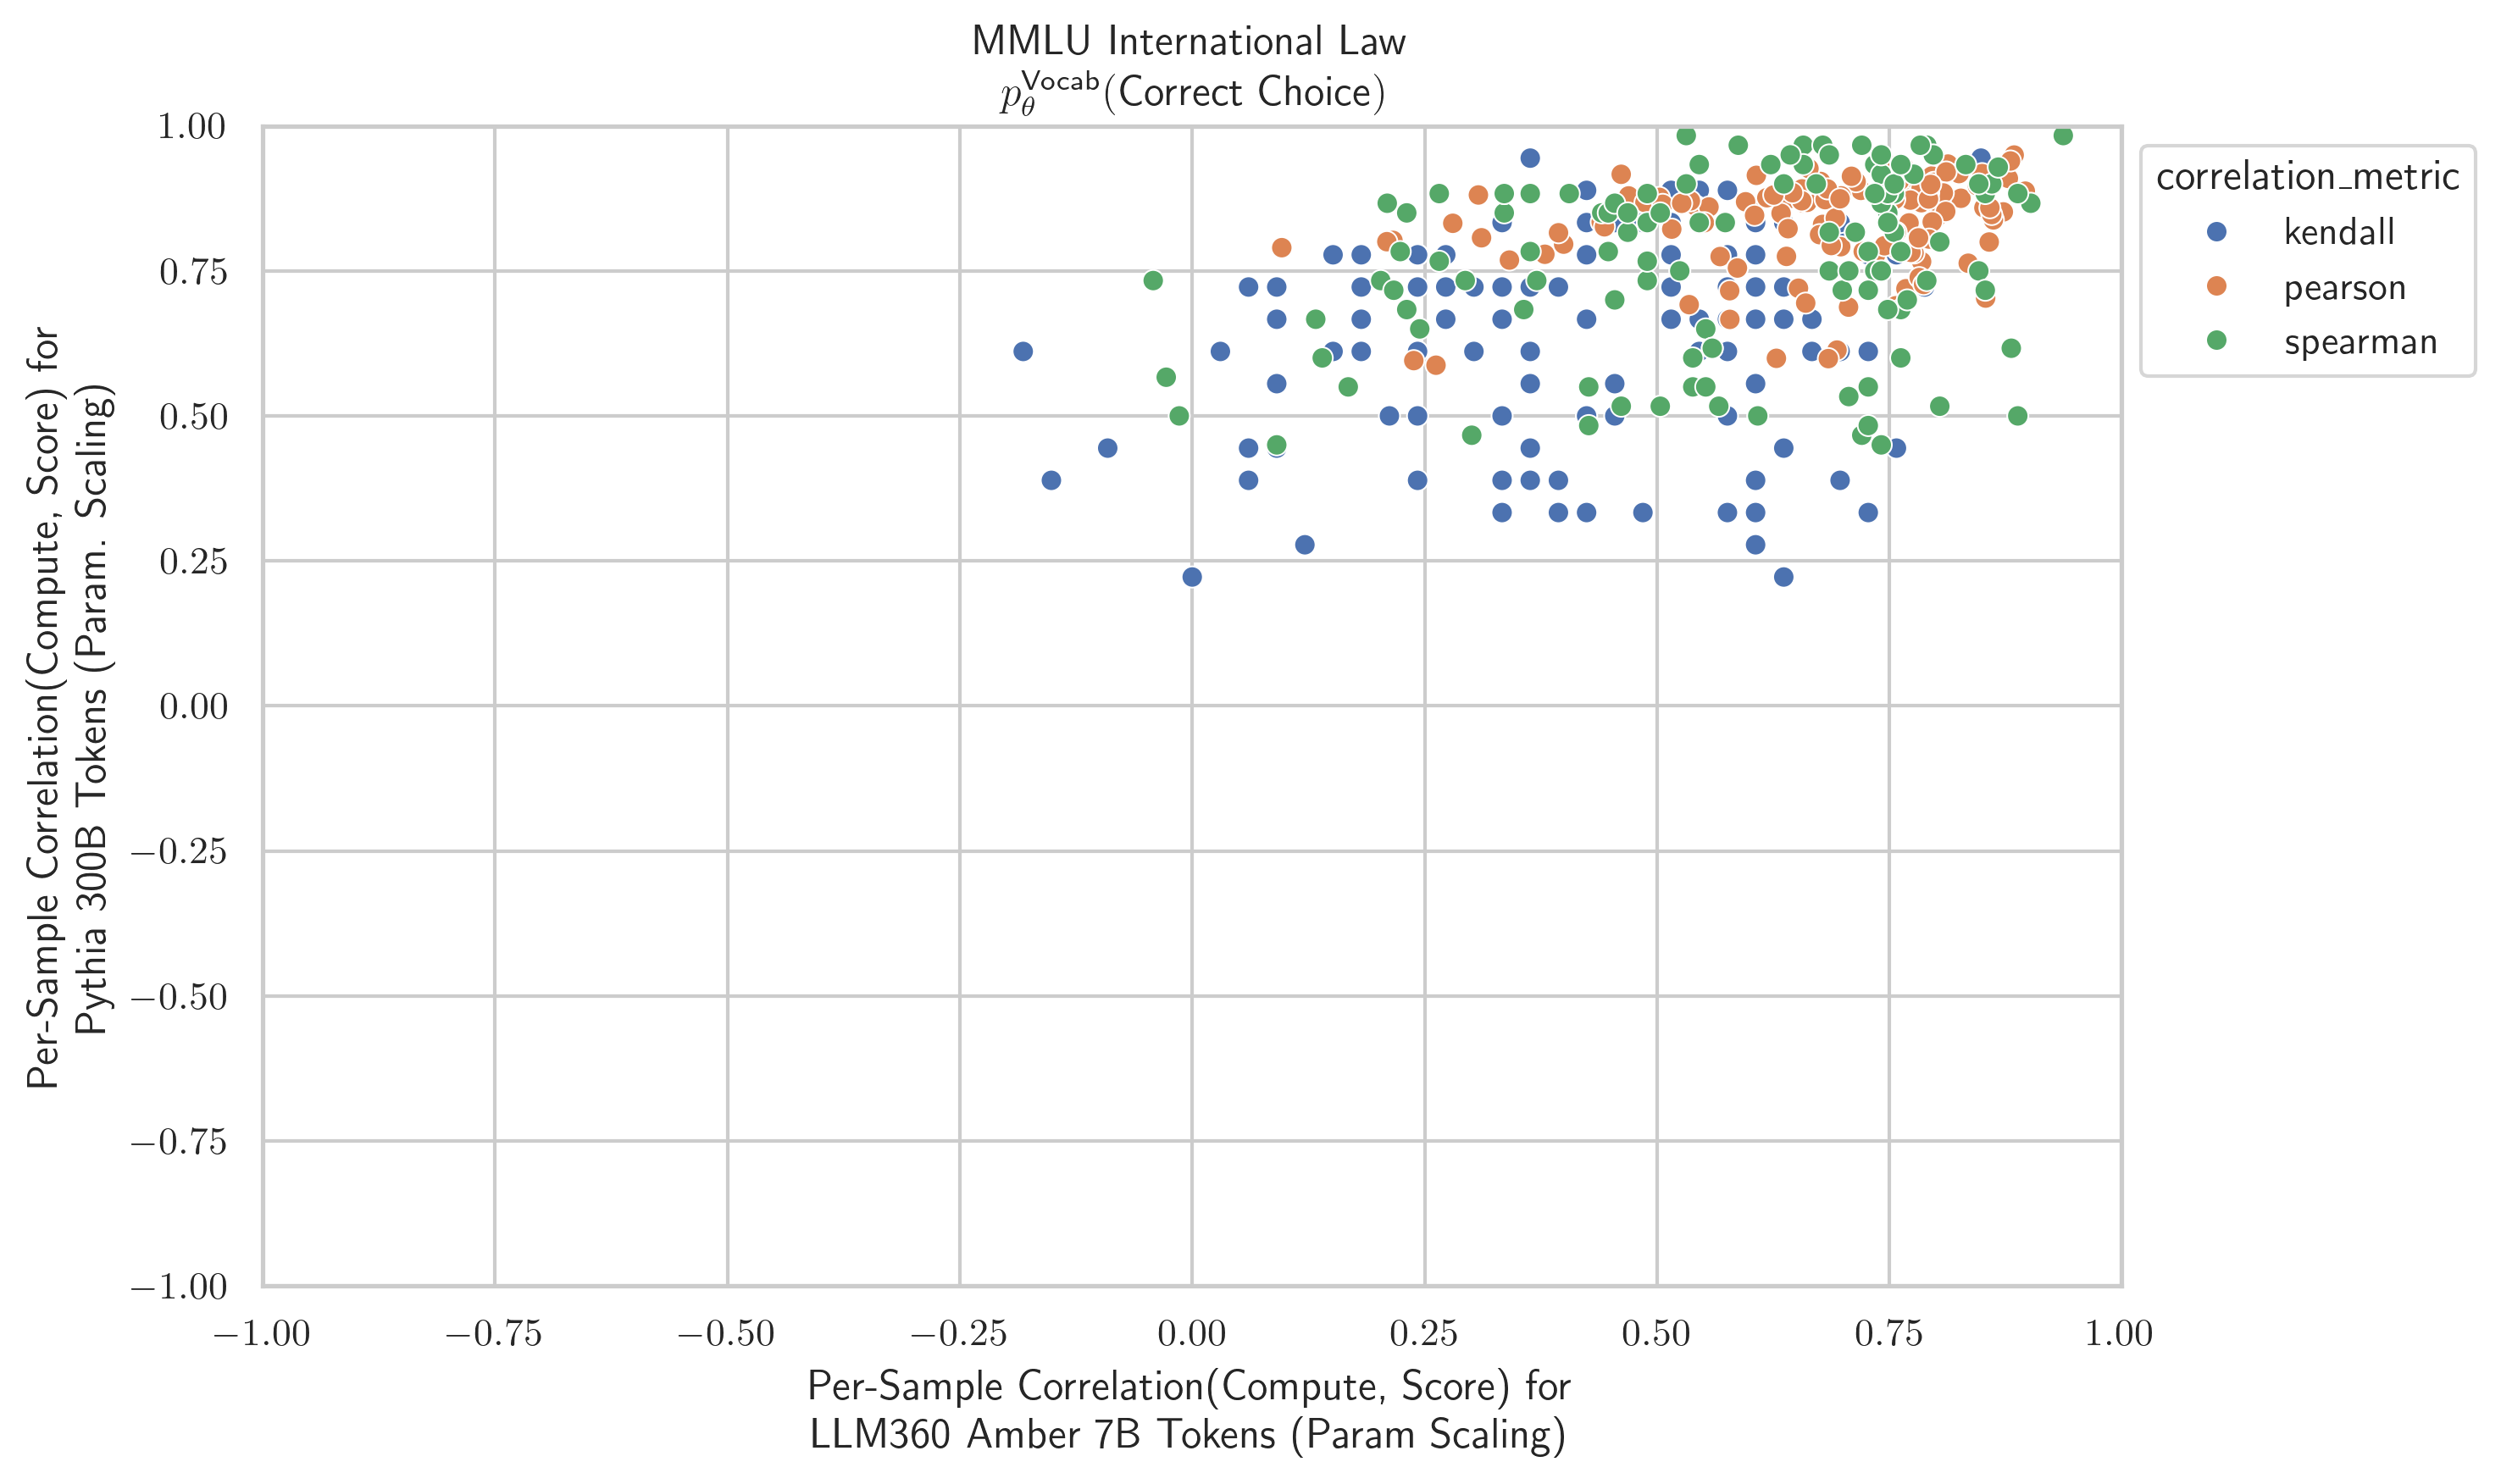 MMLU International Law
p_θ^Vocab(Correct Choice)
1.00
0.75
0.50
0.25
0.00
−0.25
−0.50
−0.75
−1.00
Per-Sample Correlation(Compute, Score) for
Pythia 300B Tokens (Param. Scaling)
correlation_metric
kendall
pearson
spearman
−1.00 −0.75 −0.50 −0.25 0.00 0.25 0.50 0.75 1.00
Per-Sample Correlation(Compute, Score) for
LLM360 Amber 7B Tokens (Param Scaling)